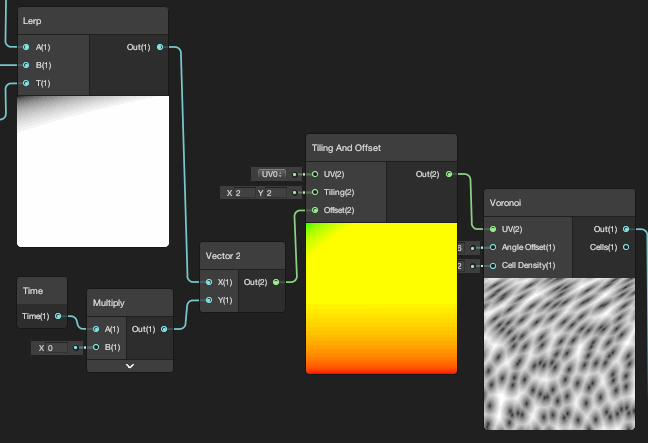 Lerp
A(1) Out(1)
B(1)
T(1)
Tiling And Offset
UV0 UV(2) Out(2)
X 2 Y 2 Tiling(2)
Offset(2)
Voronoi
UV(2) Out(1)
6 Angle Offset(1) Cells(1)
2 Cell Density(1)
Vector 2
X(1) Out(2)
Y(1)
Time
Time(1)
Multiply
A(1) Out(1)
X 0 B(1)